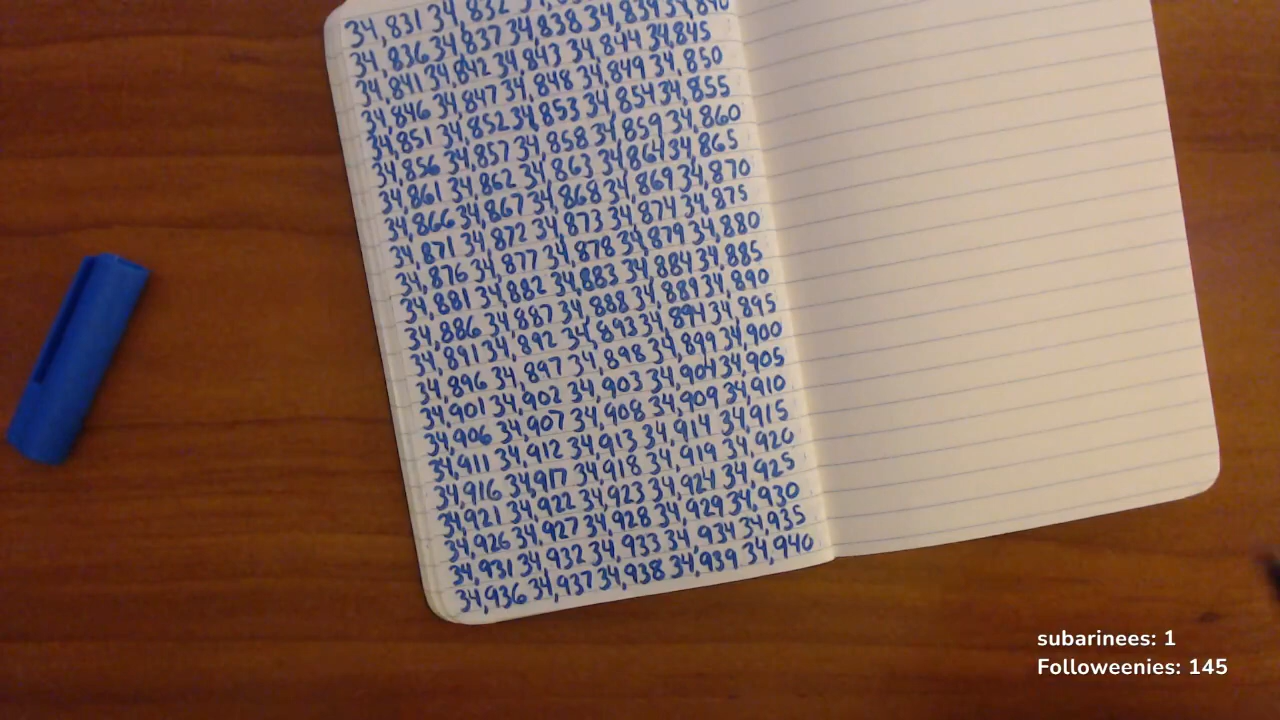 34,831 34,832
34,836 34,837 34,838 34,839 34,840
34,841 34,842 34,843 34,844 34,845
34,846 34,847 34,848 34,849 34,850
34,851 34,852 34,853 34,854 34,855
34,856 34,857 34,858 34,859 34,860
34,861 34,862 34,863 34,864 34,865
34,866 34,867 34,868 34,869 34,870
34,871 34,872 34,873 34,874 34,875
34,876 34,877 34,878 34,879 34,880
34,881 34,882 34,883 34,884 34,885
34,886 34,887 34,888 34,889 34,890
34,891 34,892 34,893 34,894 34,895
34,896 34,897 34,898 34,899 34,900
34,901 34,902 34,903 34,904 34,905
34,906 34,907 34,908 34,909 34,910
34,911 34,912 34,913 34,914 34,915
34,916 34,917 34,918 34,919 34,920
34,921 34,922 34,923 34,924 34,925
34,926 34,927 34,928 34,929 34,930
34,931 34,932 34,933 34,934 34,935
34,936 34,937 34,938 34,939 34,940
subarinees: 1
Followeenies: 145